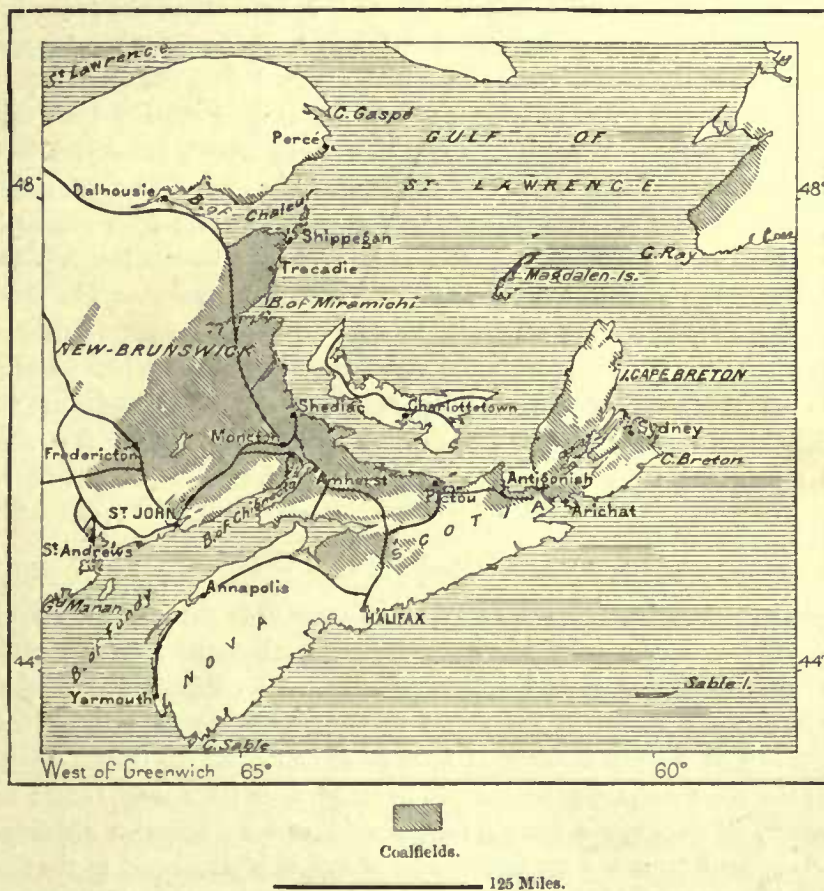 St Lawrence
C. Gaspé
Percé
GULF OF
ST LAWRENCE
48°
48°
Dalhousie
B. of Chaleur
Shippegan
Tracadie
C. Ray
Magdalen Is.
B. of Miramichi
NEW-BRUNSWICK
I. CAPE BRETON
Shediac
Charlottetown
Sydney
Moncton
Fredericton
C. Breton
Amherst
Antigonish
Pictou
ST JOHN
Arichat
St Andrews
Annapolis
Gd Manan
HALIFAX
B. of Fundy
NOVA SCOTIA
44°
44°
Yarmouth
Sable I.
C. Sable
West of Greenwich 65° 60°
Coalfields.
125 Miles.